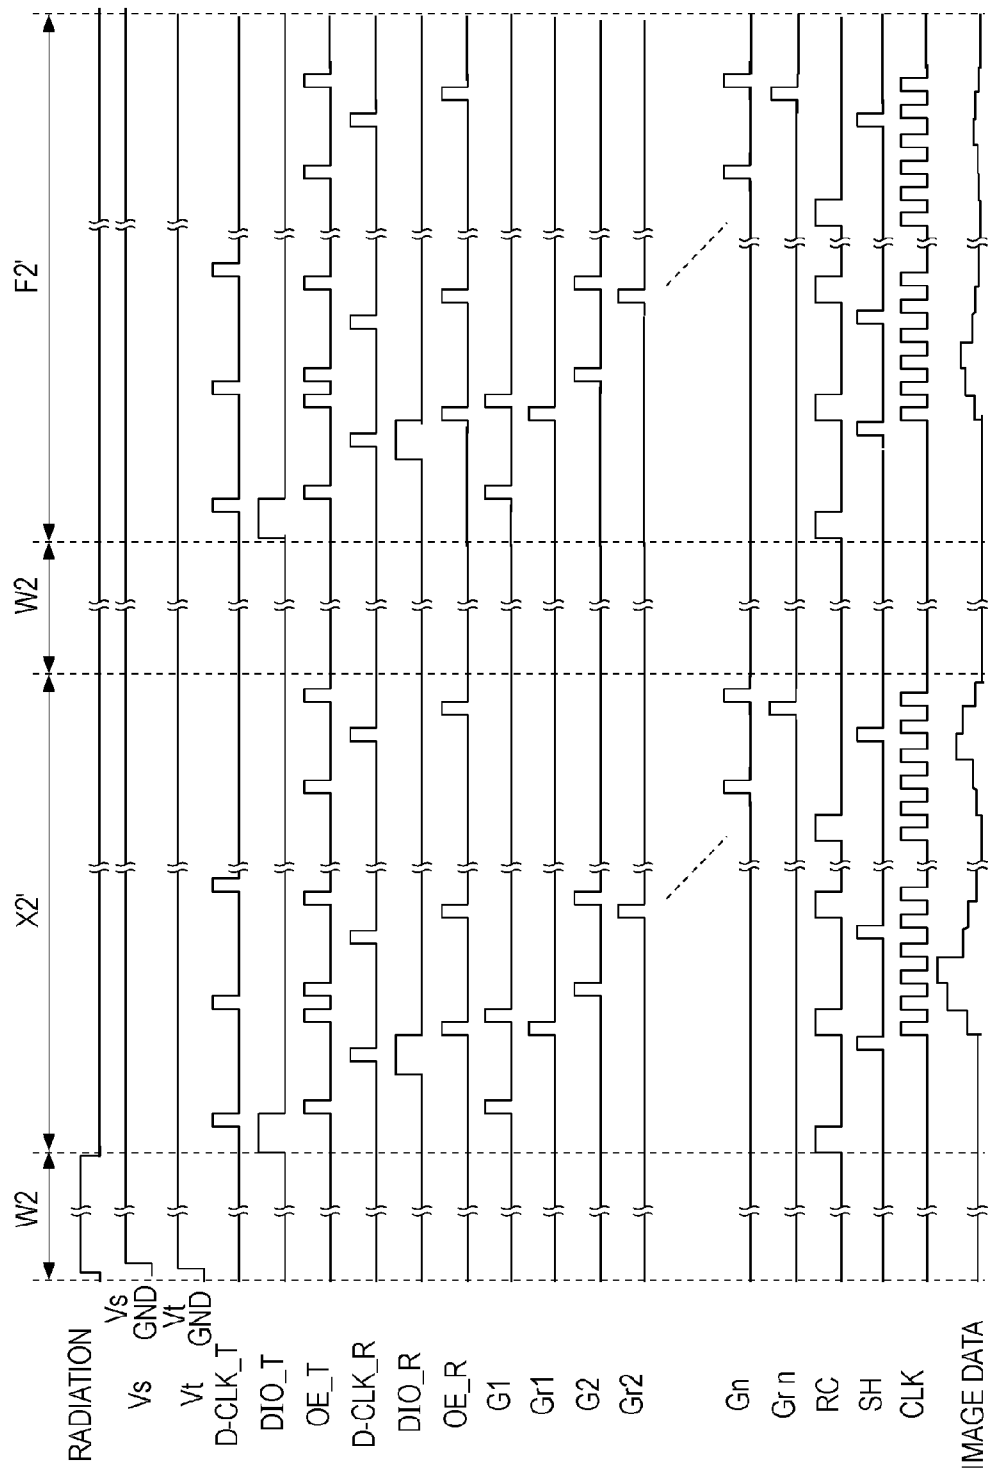 W2
X2'
W2
F2'
RADIATION
Vs
Vs
GND
Vt
Vt
GND
D-CLK_T
DIO_T
OE_T
D-CLK_R
DIO_R
OE_R
G1
Gr1
G2
Gr2
Gn
Gr n
RC
SH
CLK
IMAGE DATA